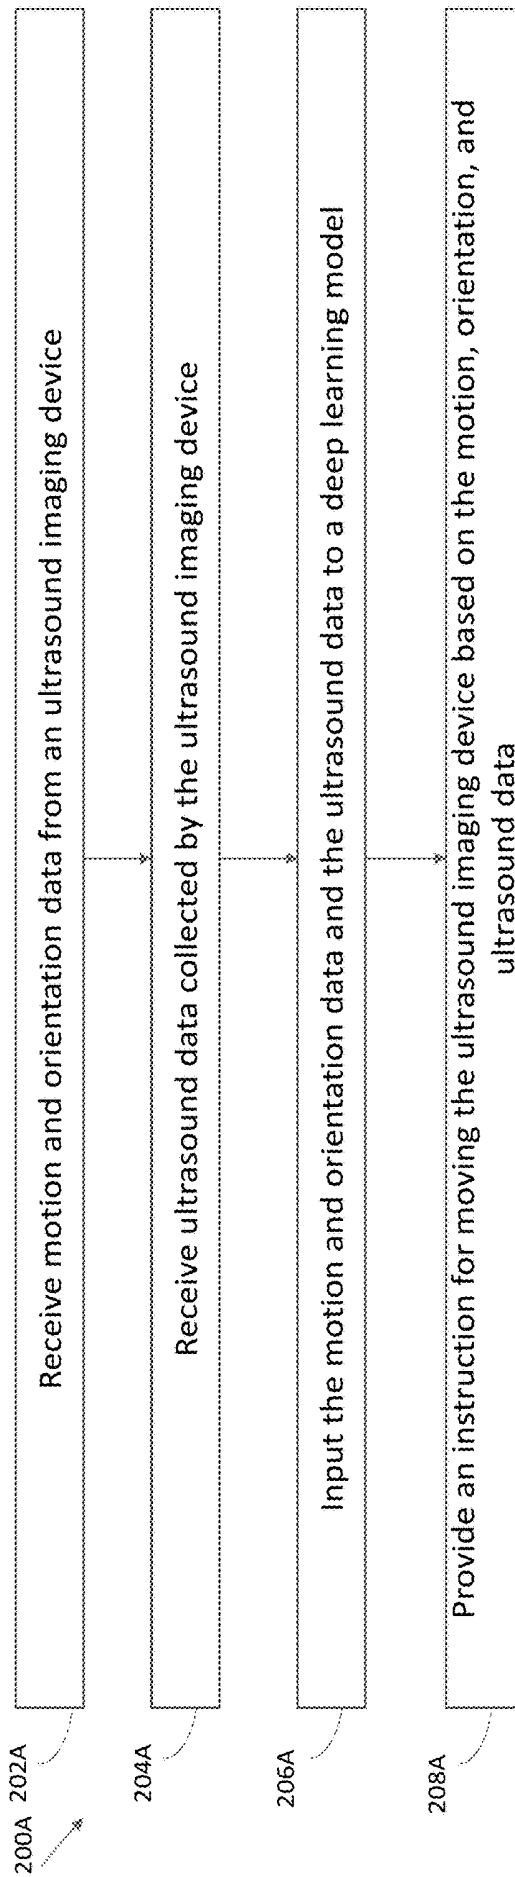 200A
202A
Receive motion and orientation data from an ultrasound imaging device
204A
Receive ultrasound data collected by the ultrasound imaging device
206A
Input the motion and orientation data and the ultrasound data to a deep learning model
208A
Provide an instruction for moving the ultrasound imaging device based on the motion, orientation, and
ultrasound data